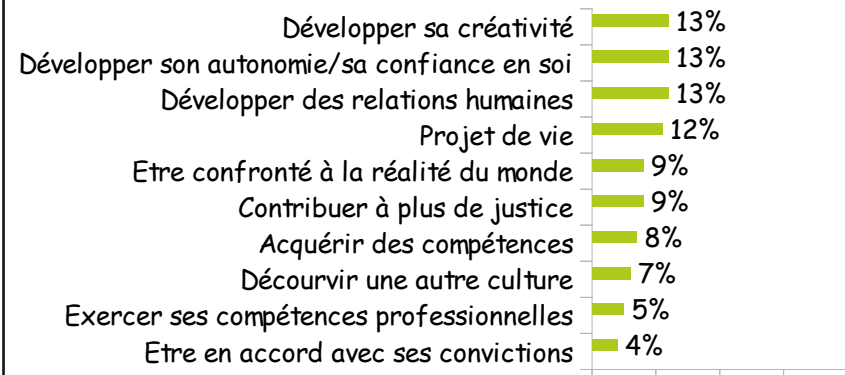 Développer sa créativité 13%
Développer son autonomie/sa confiance en soi 13%
Développer des relations humaines 13%
Projet de vie 12%
Etre confronté à la réalité du monde 9%
Contribuer à plus de justice 9%
Acquérir des compétences 8%
Décourvir une autre culture 7%
Exercer ses compétences professionnelles 5%
Etre en accord avec ses convictions 4%